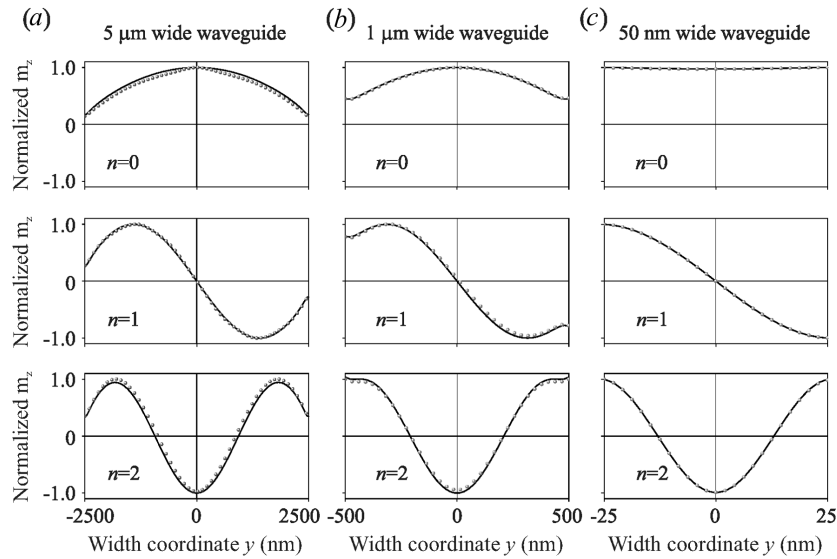 (a) (b) (c)
5 μm wide waveguide 1 μm wide waveguide 50 nm wide waveguide
Normalized mz
1.0
0
-1.0
n=0 n=0 n=0
Normalized mz
1.0
0
-1.0
n=1 n=1 n=1
Normalized mz
1.0
0
-1.0
n=2 n=2 n=2
-2500 0 2500 -500 0 500 -25 0 25
Width coordinate y (nm) Width coordinate y (nm) Width coordinate y (nm)